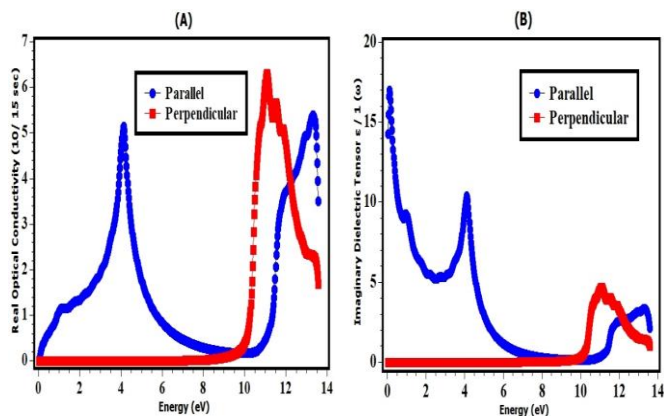 (A)
Real Optical Conductivity (10/ 15 sec)
7
6
5
4
3
2
1
0
Parallel
Perpendicular
0 2 4 6 8 10 12 14
Energy (eV)
(B)
Imaginary Dielectric Tensor ε / 1 (ω)
20
15
10
5
0
Parallel
Perpendicular
0 2 4 6 8 10 12 14
Energy (eV)